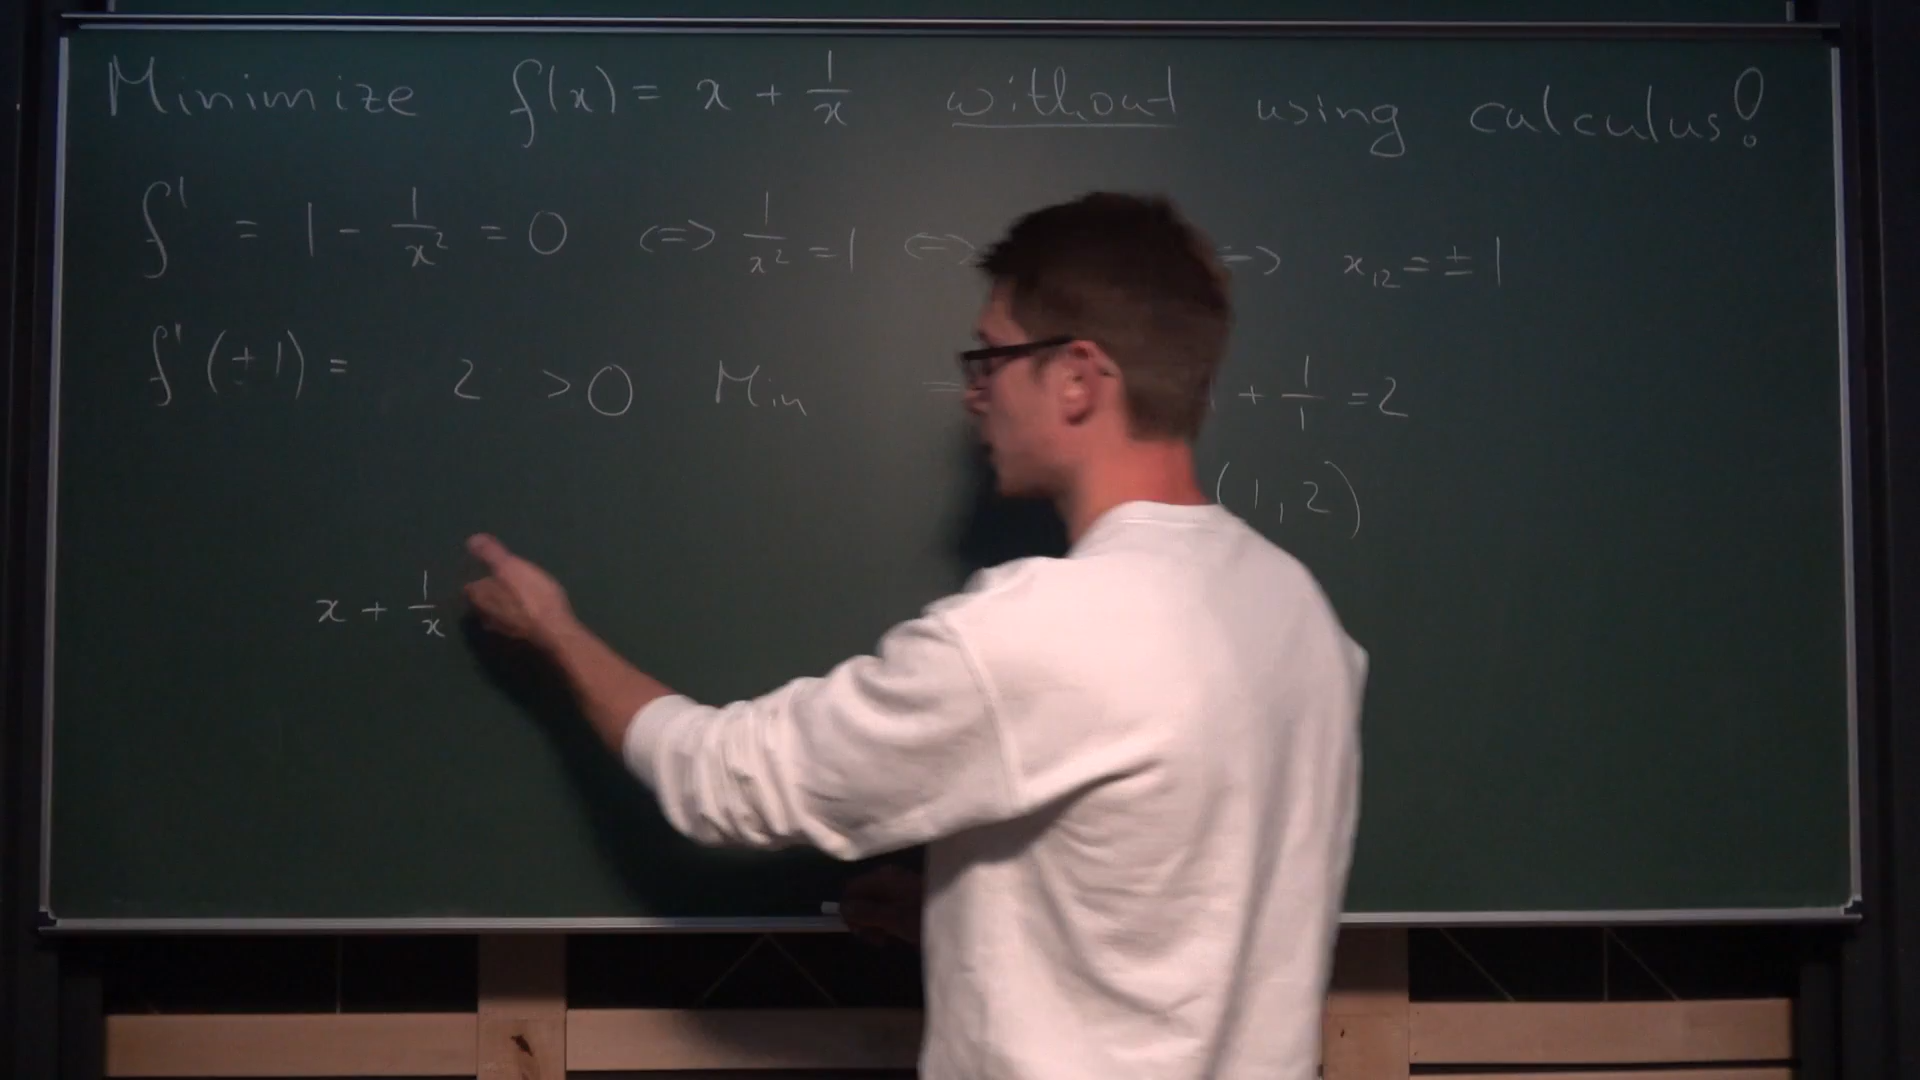 Minimize f(x) = x + 1/x without using calculus!
f' = 1 - 1/x² = 0 <=> 1/x² = 1 <=> => x₁₂ = ± 1
f' (± 1) = 2 > 0 Min = + 1/1 = 2
(1, 2)
x + 1/x